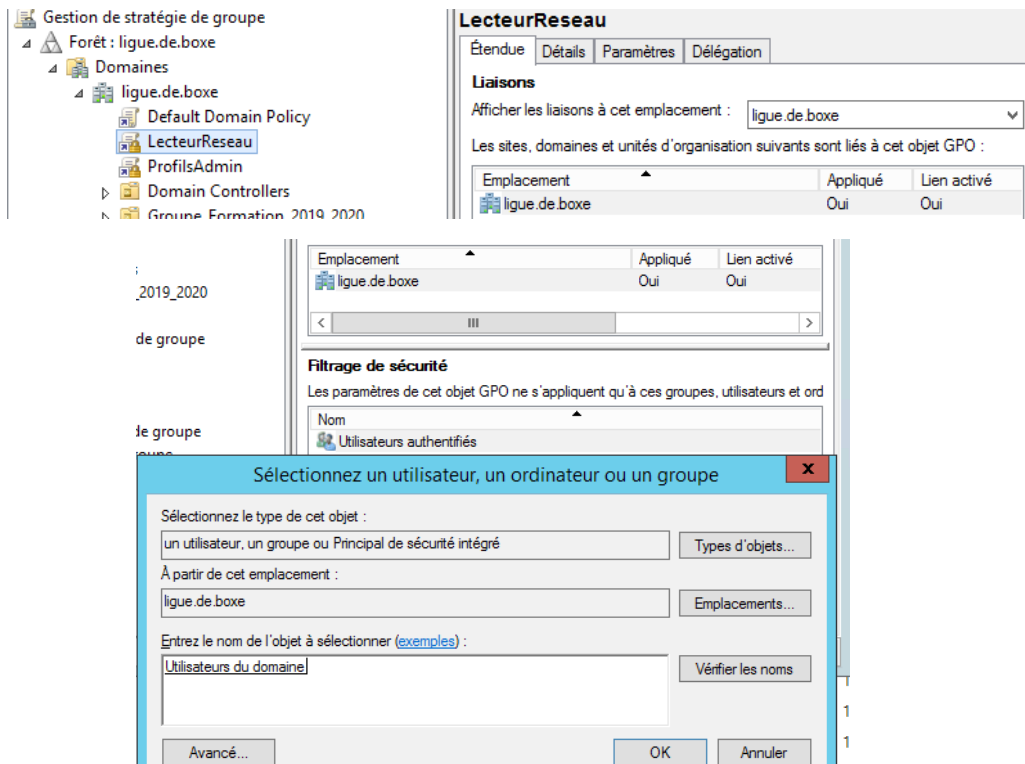 Gestion de stratégie de groupe
Forêt : ligue.de.boxe
Domaines
ligue.de.boxe
Default Domain Policy
LecteurReseau
ProfilsAdmin
Domain Controllers
Groupe_Formation_2019_2020
LecteurReseau
Étendue Détails Paramètres Délégation
Liaisons
Afficher les liaisons à cet emplacement : ligue.de.boxe
Les sites, domaines et unités d'organisation suivants sont liés à cet objet GPO :
Emplacement Appliqué Lien activé
ligue.de.boxe Oui Oui
_2019_2020
de groupe
de groupe
Emplacement Appliqué Lien activé
ligue.de.boxe Oui Oui
Filtrage de sécurité
Les paramètres de cet objet GPO ne s'appliquent qu'à ces groupes, utilisateurs et ord
Nom
Utilisateurs authentifiés
Sélectionnez un utilisateur, un ordinateur ou un groupe
x
Sélectionnez le type de cet objet :
un utilisateur, un groupe ou Principal de sécurité intégré Types d'objets...
À partir de cet emplacement :
ligue.de.boxe Emplacements...
Entrez le nom de l'objet à sélectionner (exemples) :
Utilisateurs du domaine Vérifier les noms
Avancé... OK Annuler
1
1